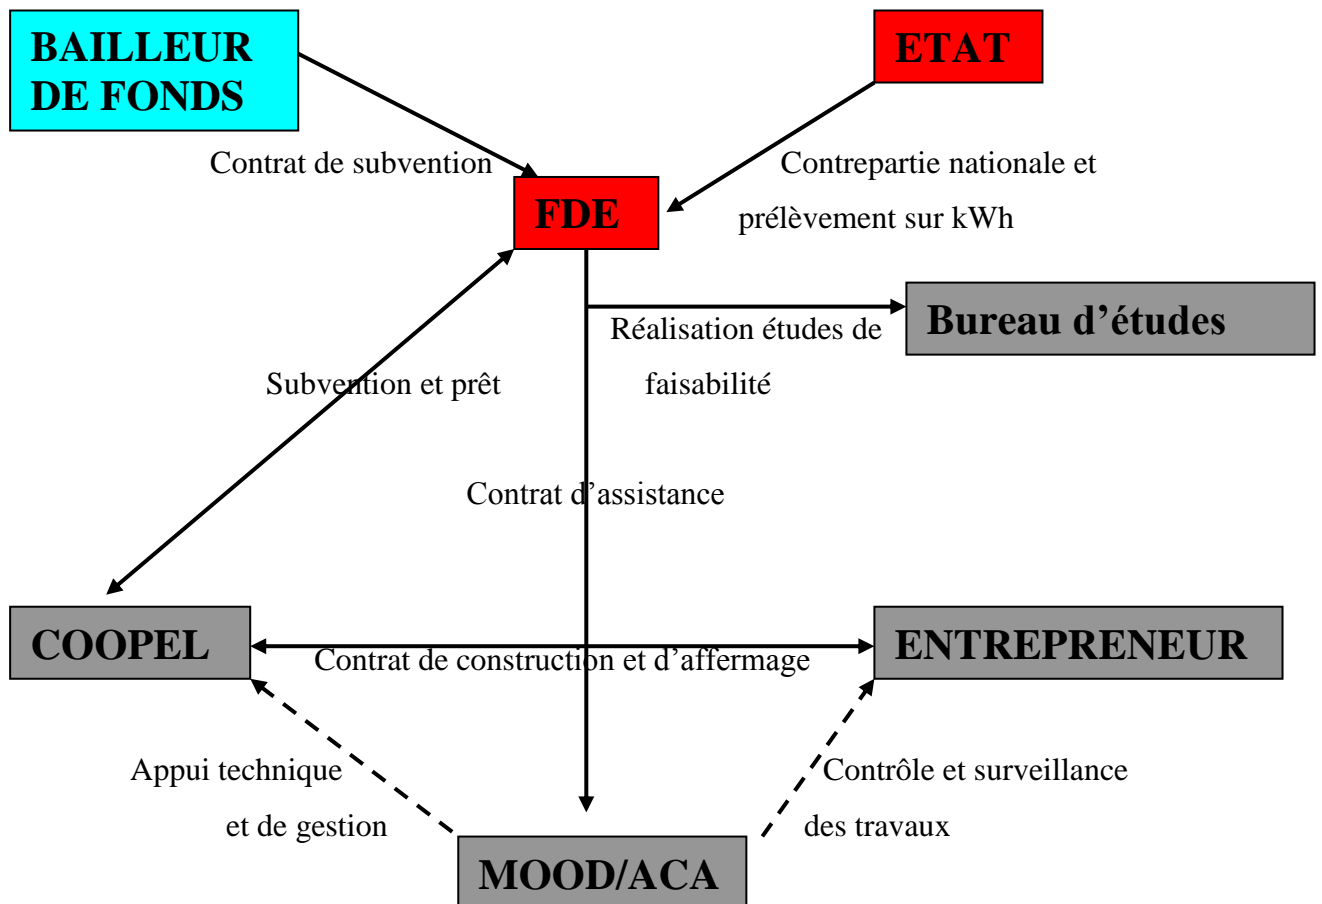 BAILLEUR
DE FONDS
ETAT
Contrat de subvention
Contrepartie nationale et
prélèvement sur kWh
FDE
Bureau d’études
Réalisation études de
faisabilité
Subvention et prêt
Contrat d’assistance
COOPEL
Contrat de construction et d’affermage
ENTREPRENEUR
Appui technique
et de gestion
Contrôle et surveillance
des travaux
MOOD/ACA